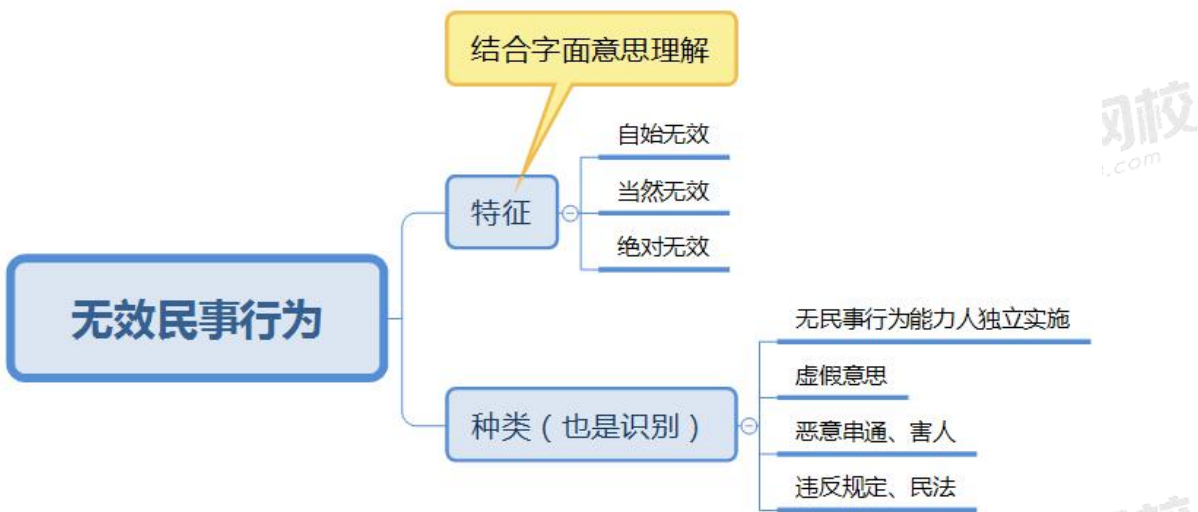 结合字面意思理解
网校
.com
自始无效
当然无效
特征
绝对无效
无效民事行为
无民事行为能力人独立实施
虚假意思
种类（也是识别）
恶意串通、害人
违反规定、民法